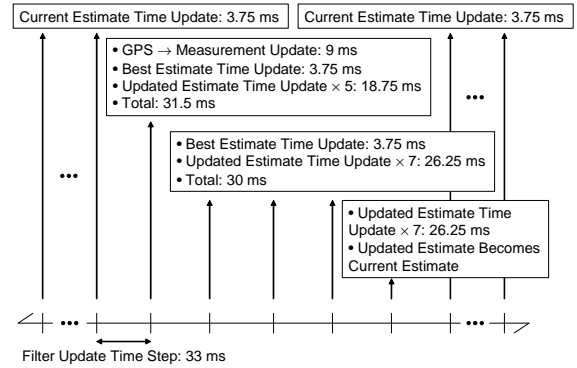 Current Estimate Time Update: 3.75 ms
Current Estimate Time Update: 3.75 ms
• GPS → Measurement Update: 9 ms
• Best Estimate Time Update: 3.75 ms
• Updated Estimate Time Update × 5: 18.75 ms
• Total: 31.5 ms
• Best Estimate Time Update: 3.75 ms
• Updated Estimate Time Update × 7: 26.25 ms
• Total: 30 ms
• Updated Estimate Time
Update × 7: 26.25 ms
• Updated Estimate Becomes
Current Estimate
Filter Update Time Step: 33 ms